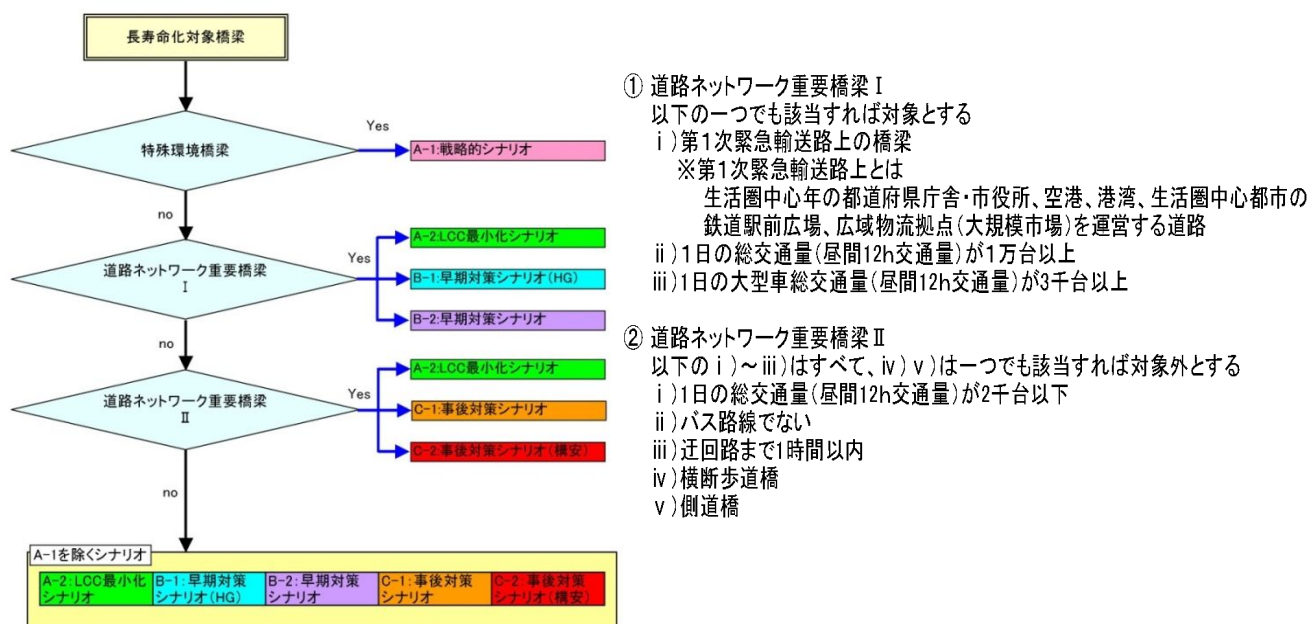 長寿命化対象橋梁
特殊環境橋梁
Yes
A-1:戦略的シナリオ
no
道路ネットワーク重要橋梁
Ⅰ
Yes
A-2:LCC最小化シナリオ
B-1:早期対策シナリオ(HG)
B-2:早期対策シナリオ
no
道路ネットワーク重要橋梁
Ⅱ
Yes
A-2:LCC最小化シナリオ
C-1:事後対策シナリオ
C-2:事後対策シナリオ(構安)
no
A-1を除くシナリオ
A-2:LCC最小化
シナリオ
B-1:早期対策
シナリオ(HG)
B-2:早期対策
シナリオ
C-1:事後対策
シナリオ
C-2:事後対策
シナリオ(構安)
① 道路ネットワーク重要橋梁Ⅰ
以下の一つでも該当すれば対象とする
ⅰ)第1次緊急輸送路上の橋梁
※第1次緊急輸送路上とは
生活圏中心年の都道府県庁舎・市役所、空港、港湾、生活圏中心都市の
鉄道駅前広場、広域物流拠点(大規模市場)を運営する道路
ⅱ)1日の総交通量(昼間12h交通量)が1万台以上
ⅲ)1日の大型車総交通量(昼間12h交通量)が3千台以上
② 道路ネットワーク重要橋梁Ⅱ
以下のⅰ)～ⅲ)はすべて、ⅳ)ⅴ)は一つでも該当すれば対象外とする
ⅰ)1日の総交通量(昼間12h交通量)が2千台以下
ⅱ)バス路線でない
ⅲ)迂回路まで1時間以内
ⅳ)横断歩道橋
ⅴ)側道橋